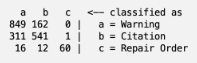 a b c <-- classified as
849 162 0 | a = Warning
311 541 1 | b = Citation
16 12 60 | c = Repair Order